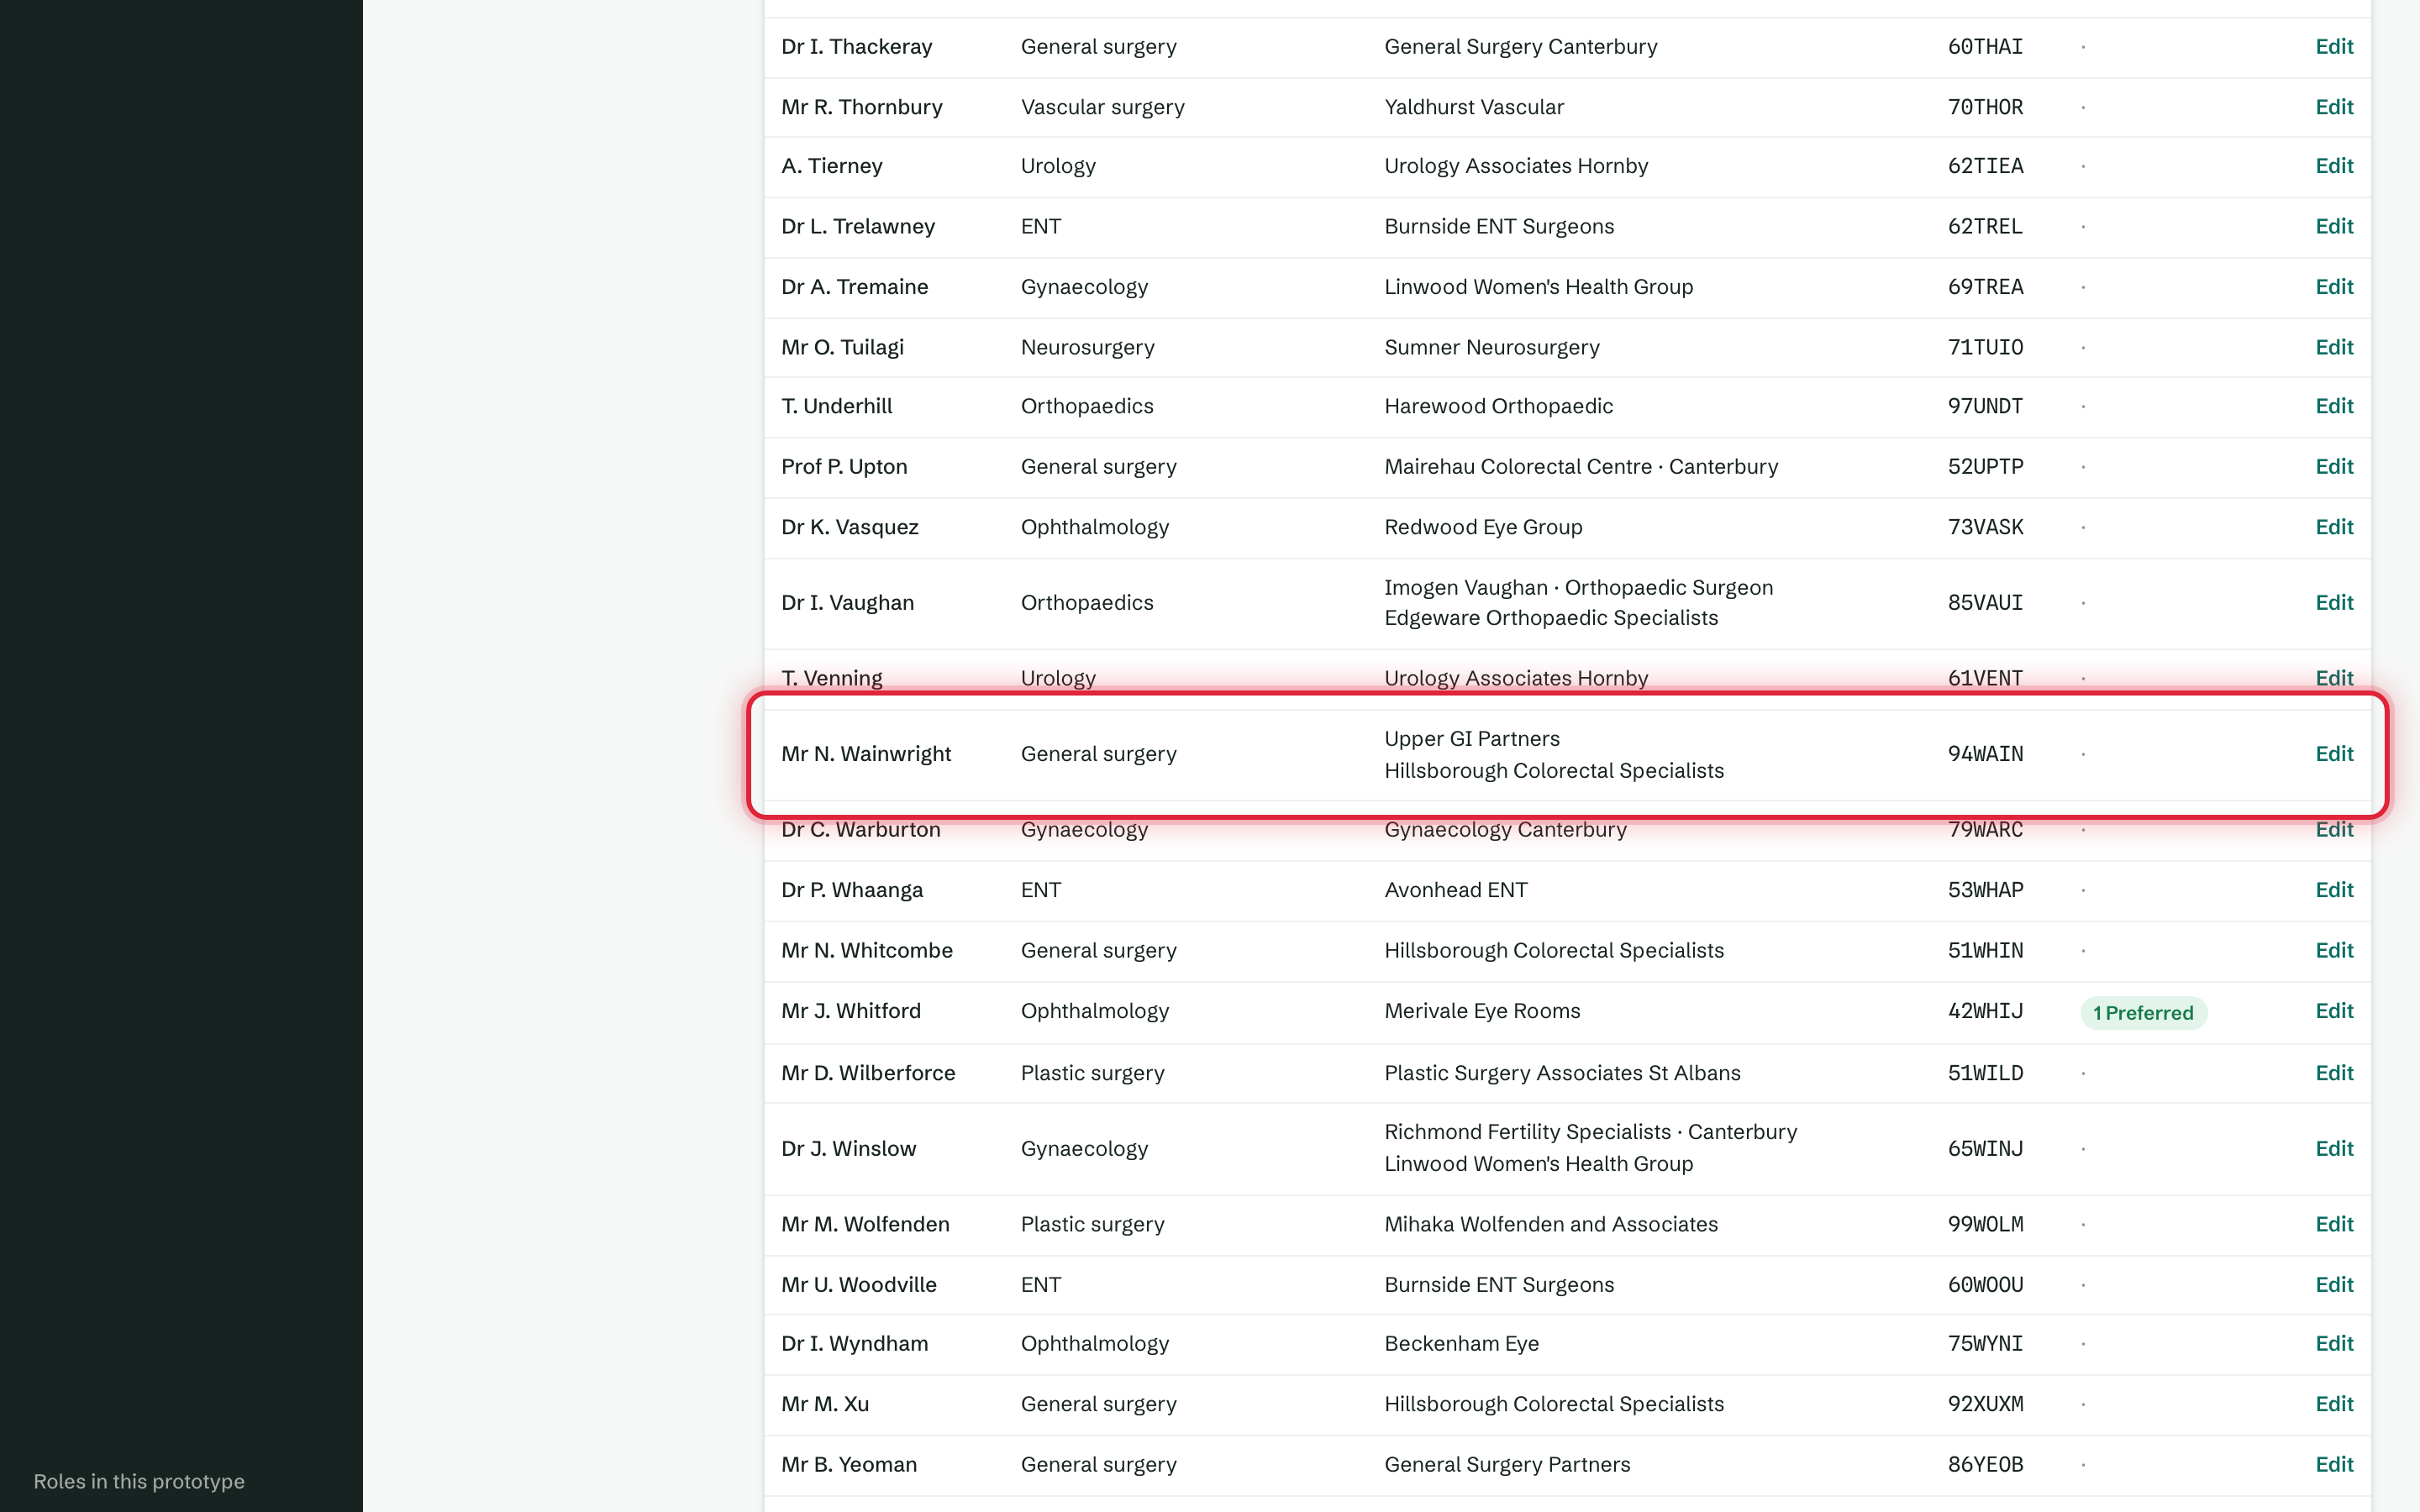 Dr I. Thackeray General surgery General Surgery Canterbury 60THAI · Edit
Mr R. Thornbury Vascular surgery Yaldhurst Vascular 70THOR · Edit
A. Tierney Urology Urology Associates Hornby 62TIEA · Edit
Dr L. Trelawney ENT Burnside ENT Surgeons 62TREL · Edit
Dr A. Tremaine Gynaecology Linwood Women's Health Group 69TREA · Edit
Mr O. Tuilagi Neurosurgery Sumner Neurosurgery 71TUIO · Edit
T. Underhill Orthopaedics Harewood Orthopaedic 97UNDT · Edit
Prof P. Upton General surgery Mairehau Colorectal Centre · Canterbury 52UPTP · Edit
Dr K. Vasquez Ophthalmology Redwood Eye Group 73VASK · Edit
Dr I. Vaughan Orthopaedics Imogen Vaughan · Orthopaedic Surgeon
Edgeware Orthopaedic Specialists 85VAUI · Edit
T. Venning Urology Urology Associates Hornby 61VENT · Edit
Mr N. Wainwright General surgery Upper GI Partners
Hillsborough Colorectal Specialists 94WAIN · Edit
Dr C. Warburton Gynaecology Gynaecology Canterbury 79WARC · Edit
Dr P. Whaanga ENT Avonhead ENT 53WHAP · Edit
Mr N. Whitcombe General surgery Hillsborough Colorectal Specialists 51WHIN · Edit
Mr J. Whitford Ophthalmology Merivale Eye Rooms 42WHIJ 1 Preferred Edit
Mr D. Wilberforce Plastic surgery Plastic Surgery Associates St Albans 51WILD · Edit
Dr J. Winslow Gynaecology Richmond Fertility Specialists · Canterbury
Linwood Women's Health Group 65WINJ · Edit
Mr M. Wolfenden Plastic surgery Mihaka Wolfenden and Associates 99WOLM · Edit
Mr U. Woodville ENT Burnside ENT Surgeons 60WOOU · Edit
Dr I. Wyndham Ophthalmology Beckenham Eye 75WYNI · Edit
Mr M. Xu General surgery Hillsborough Colorectal Specialists 92XUXM · Edit
Mr B. Yeoman General surgery General Surgery Partners 86YEOB · Edit
Roles in this prototype